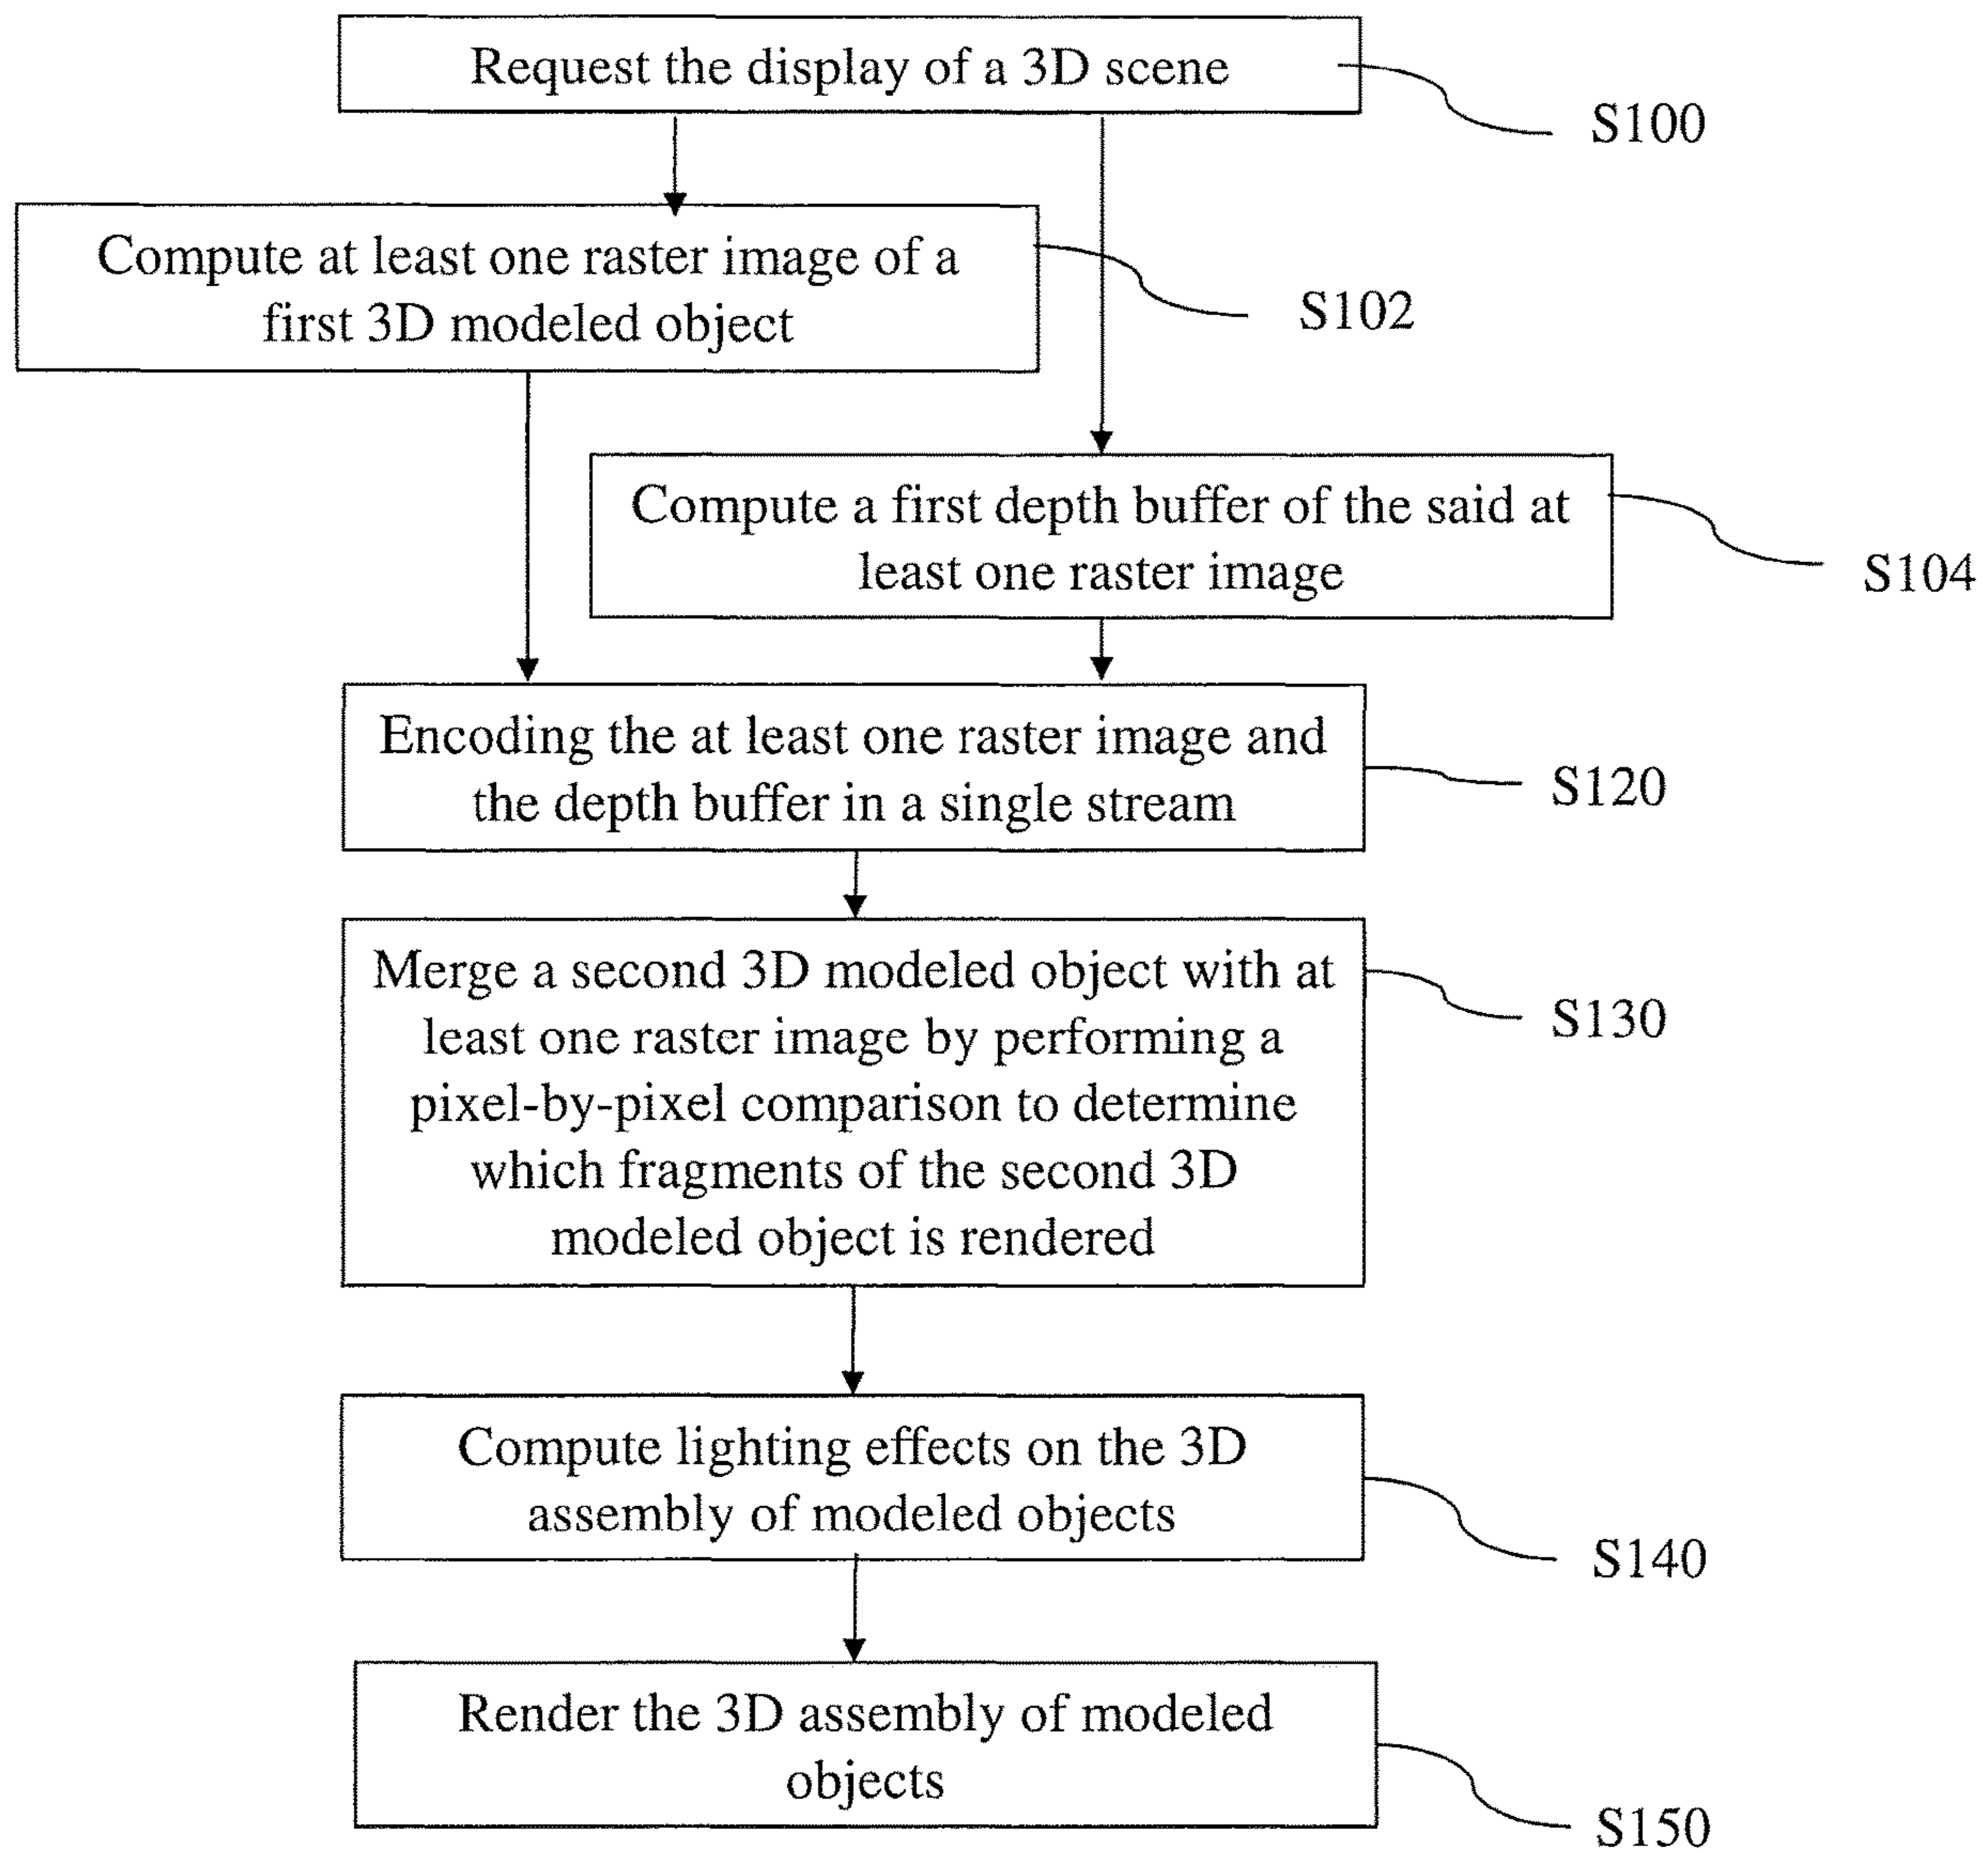 Request the display of a 3D scene
S100
Compute at least one raster image of a
first 3D modeled object
S102
Compute a first depth buffer of the said at
least one raster image
S104
Encoding the at least one raster image and
the depth buffer in a single stream
S120
Merge a second 3D modeled object with at
least one raster image by performing a
pixel-by-pixel comparison to determine
which fragments of the second 3D
modeled object is rendered
S130
Compute lighting effects on the 3D
assembly of modeled objects
S140
Render the 3D assembly of modeled
objects
S150